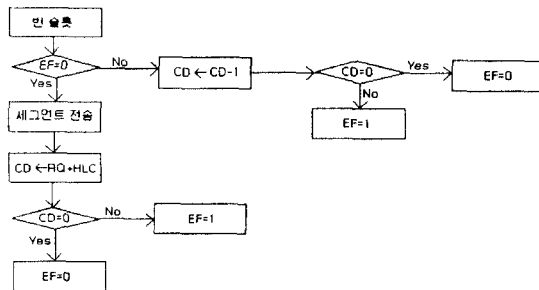 빈 슬롯
EF=0
No
CD ← CD-1
CD=0
Yes
EF=0
Yes
No
세그먼트 전송
EF=1
CD ←RQ+HLC
CD=0
No
EF=1
Yes
EF=0